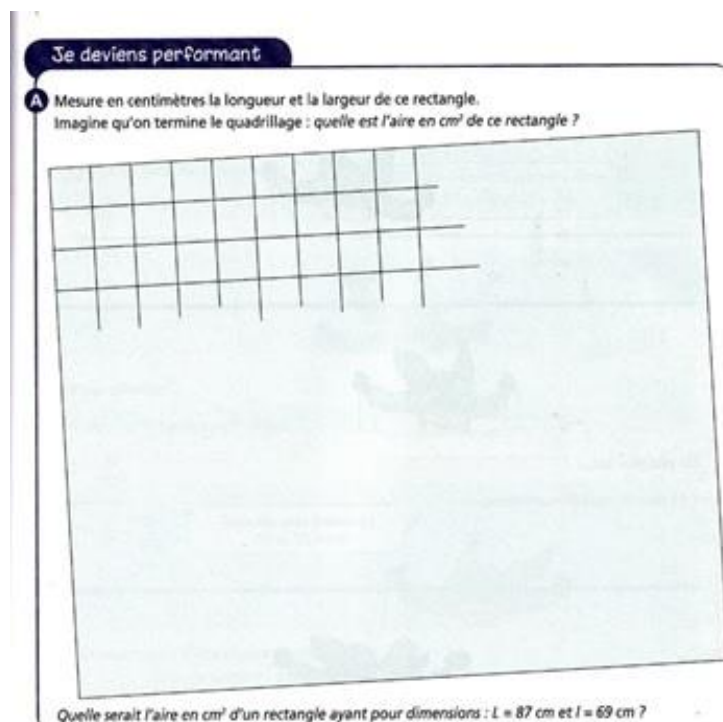 Je deviens performant
A Mesure en centimètres la longueur et la largeur de ce rectangle.
Imagine qu'on termine le quadrillage : quelle est l'aire en cm² de ce rectangle ?
Quelle serait l'aire en cm² d'un rectangle ayant pour dimensions : L = 87 cm et l = 69 cm ?